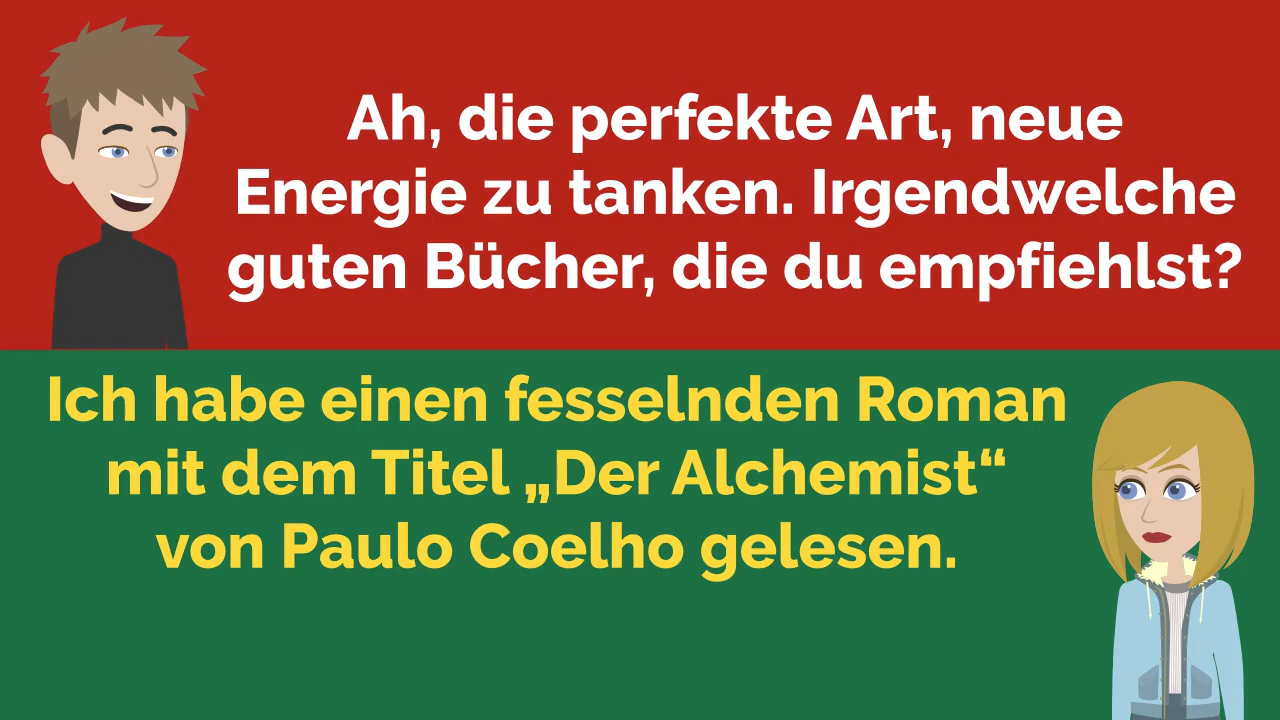 Ah, die perfekte Art, neue
Energie zu tanken. Irgendwelche
guten Bücher, die du empfiehlst?
Ich habe einen fesselnden Roman
mit dem Titel „Der Alchemist“
von Paulo Coelho gelesen.